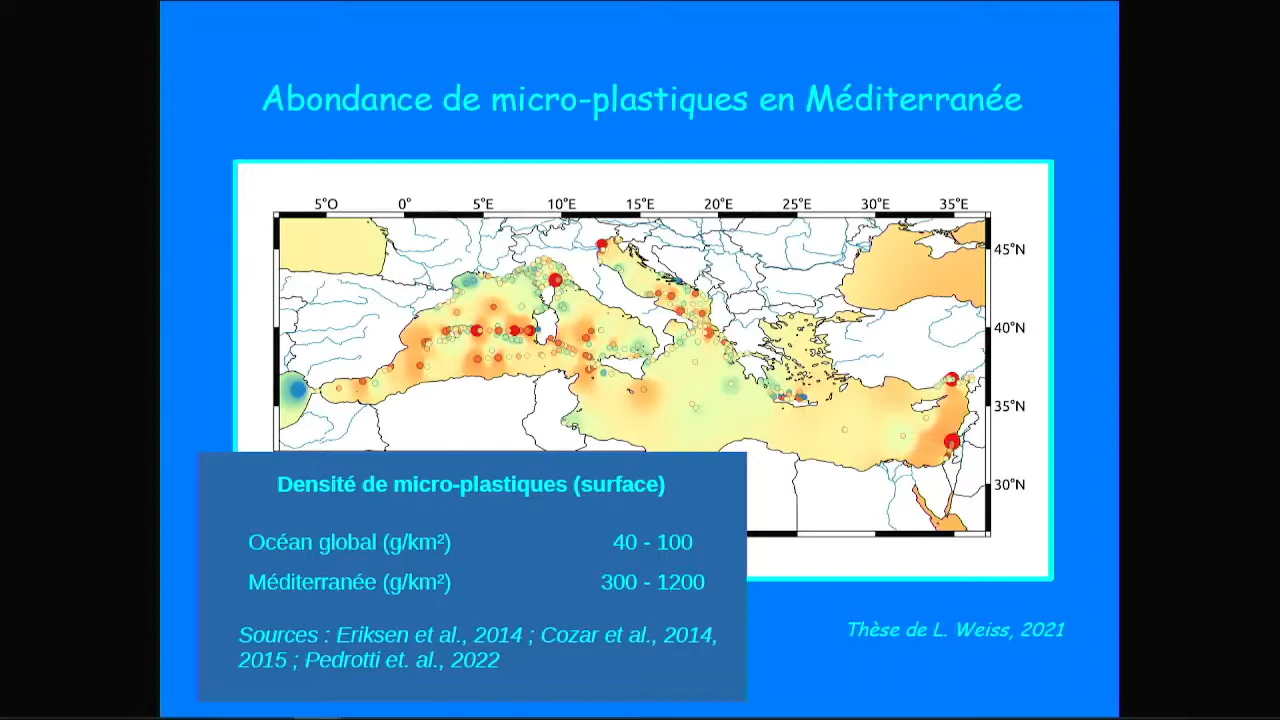 Abondance de micro-plastiques en Méditerranée
5°O 0° 5°E 10°E 15°E 20°E 25°E 30°E 35°E
45°N
40°N
35°N
30°N
Densité de micro-plastiques (surface)
Océan global (g/km²) 40 - 100
Méditerranée (g/km²) 300 - 1200
Sources : Eriksen et al., 2014 ; Cozar et al., 2014,
2015 ; Pedrotti et. al., 2022
Thèse de L. Weiss, 2021